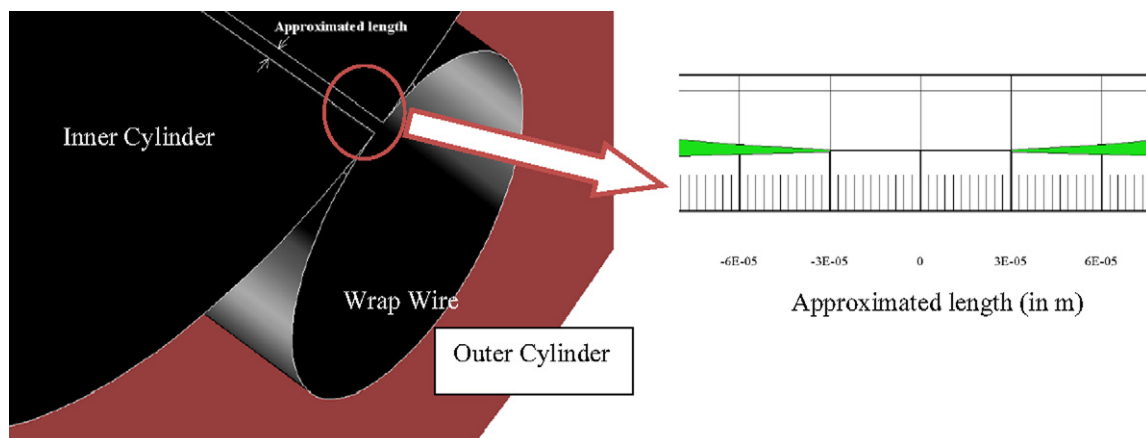 Approximated
length
Inner Cylinder
Wrap Wire
Outer Cylinder
-6E-05 -3E-05 0 3E-05 6E-05
Approximated length (in m)